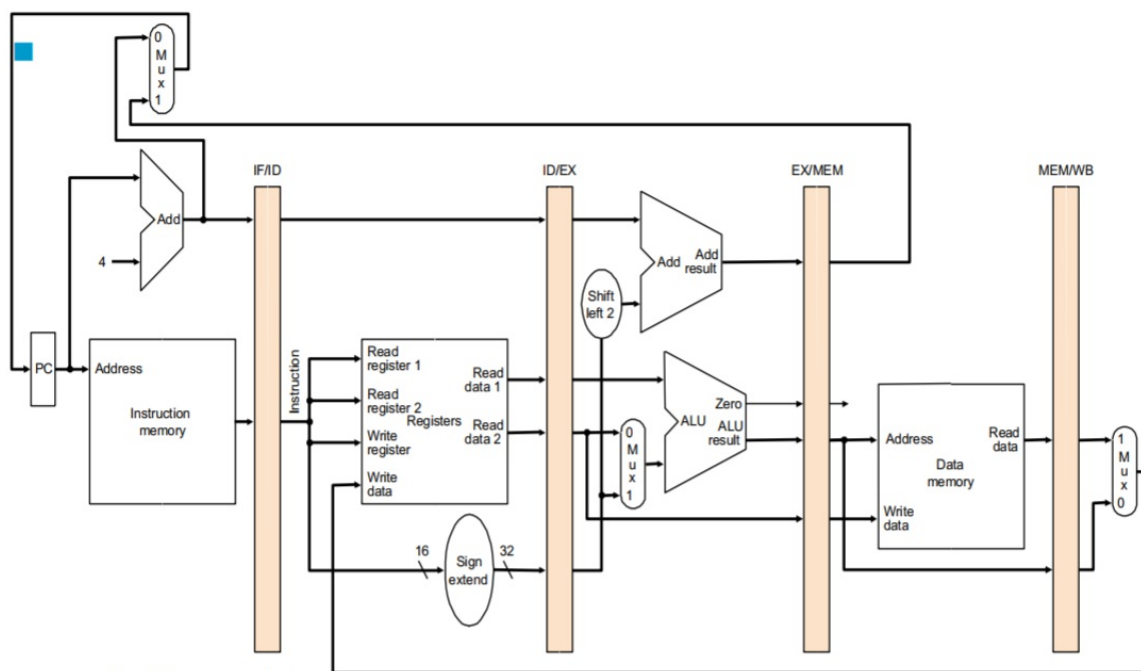 0
M
u
x
1
IF/ID
ID/EX
EX/MEM
MEM/WB
Add
4
Add
Add
result
Shift
left 2
PC
Address
Instruction
memory
Instruction
Read
register 1
Read
register 2
Registers
Write
register
Write
data
Read
data 1
Read
data 2
0
M
u
x
1
Zero
ALU
ALU
result
Address
Read
data
Data
memory
Write
data
1
Mux
0
16
Sign
extend
32